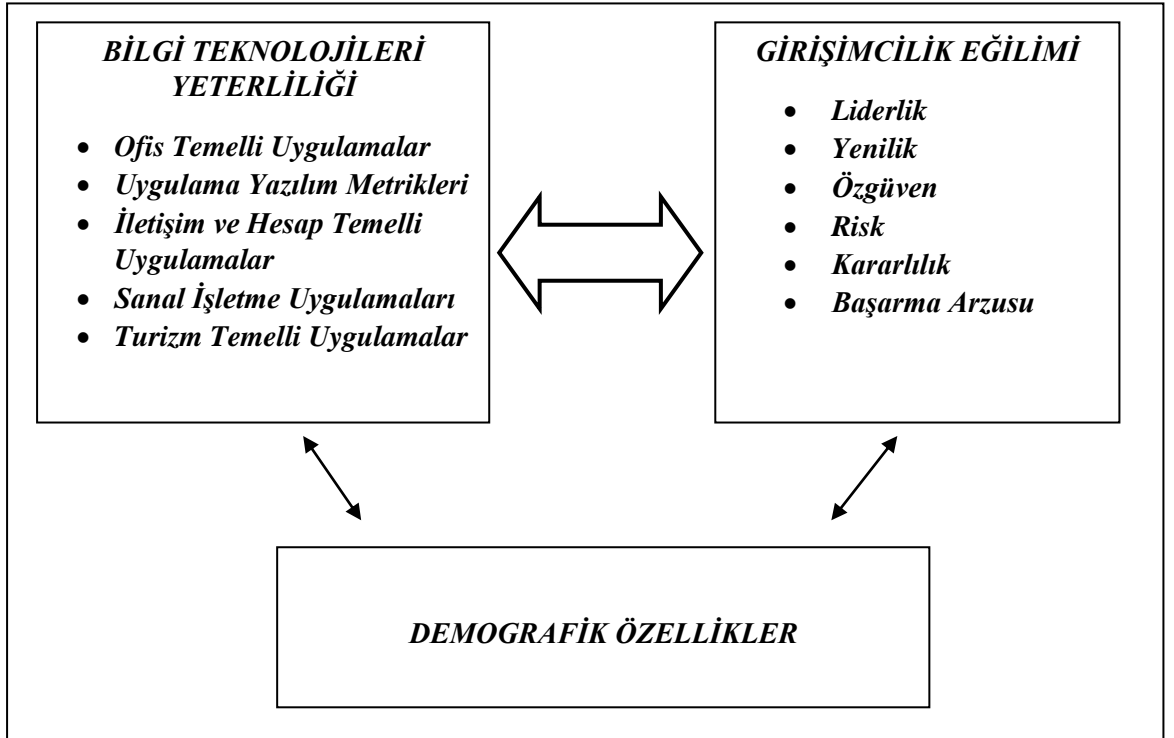 BİLGİ TEKNOLOJİLERİ
YETERLİLİĞİ
• Ofis Temelli Uygulamalar
• Uygulama Yazılım Metrikleri
• İletişim ve Hesap Temelli
Uygulamalar
• Sanal İşletme Uygulamaları
• Turizm Temelli Uygulamalar
GİRİŞİMCİLİK EĞİLİMİ
• Liderlik
• Yenilik
• Özgüven
• Risk
• Kararlılık
• Başarma Arzusu
DEMOGRAFİK ÖZELLİKLER